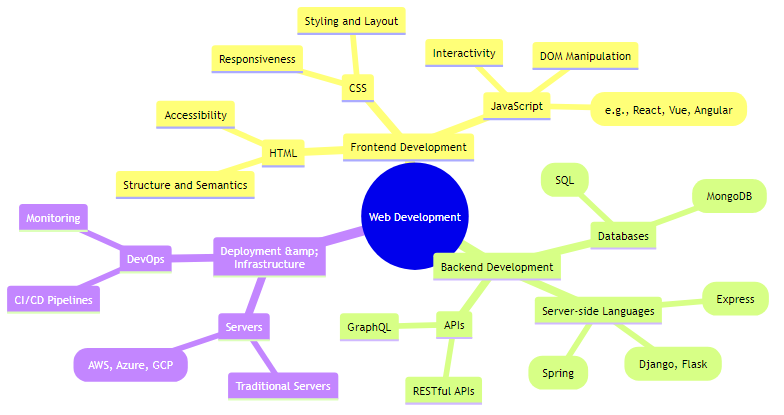 Styling and Layout
Responsiveness
CSS
Interactivity
DOM Manipulation
JavaScript
e.g., React, Vue, Angular
Accessibility
HTML
Frontend Development
Structure and Semantics
Web Development
SQL
MongoDB
Databases
Backend Development
Server-side Languages
Express
Spring
Django, Flask
APIs
GraphQL
RESTful APIs
Deployment &amp;
Infrastructure
Monitoring
DevOps
CI/CD Pipelines
Servers
AWS, Azure, GCP
Traditional Servers